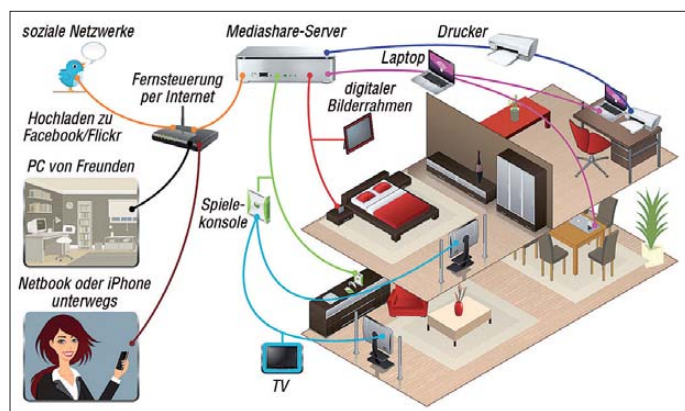 soziale Netzwerke
Mediashare-Server
Drucker
Laptop
Fernsteuerung
per Internet
digitaler
Bilderrahmen
Hochladen zu
Facebook/Flickr
PC von Freunden
Spiele-
konsole
Netbook oder iPhone
unterwegs
TV